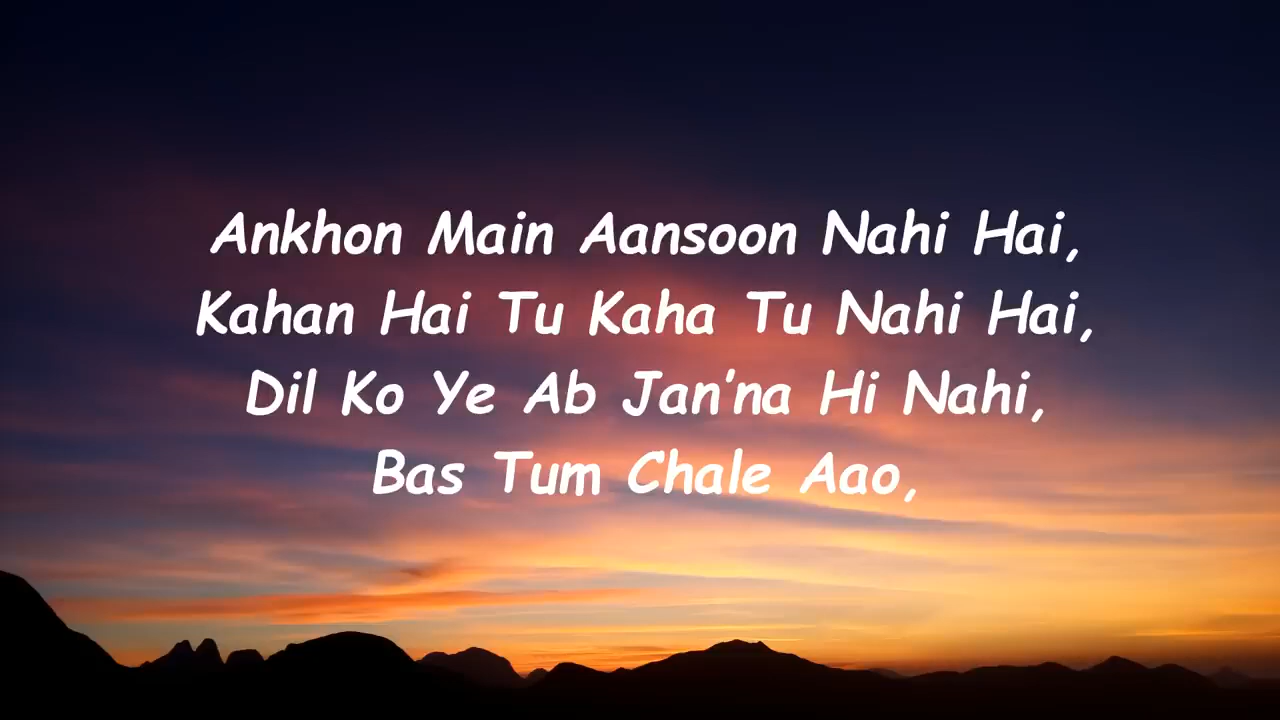 Ankhon Main Aansoon Nahi Hai,
Kahan Hai Tu Kaha Tu Nahi Hai,
Dil Ko Ye Ab Jan’na Hi Nahi,
Bas Tum Chale Aao,